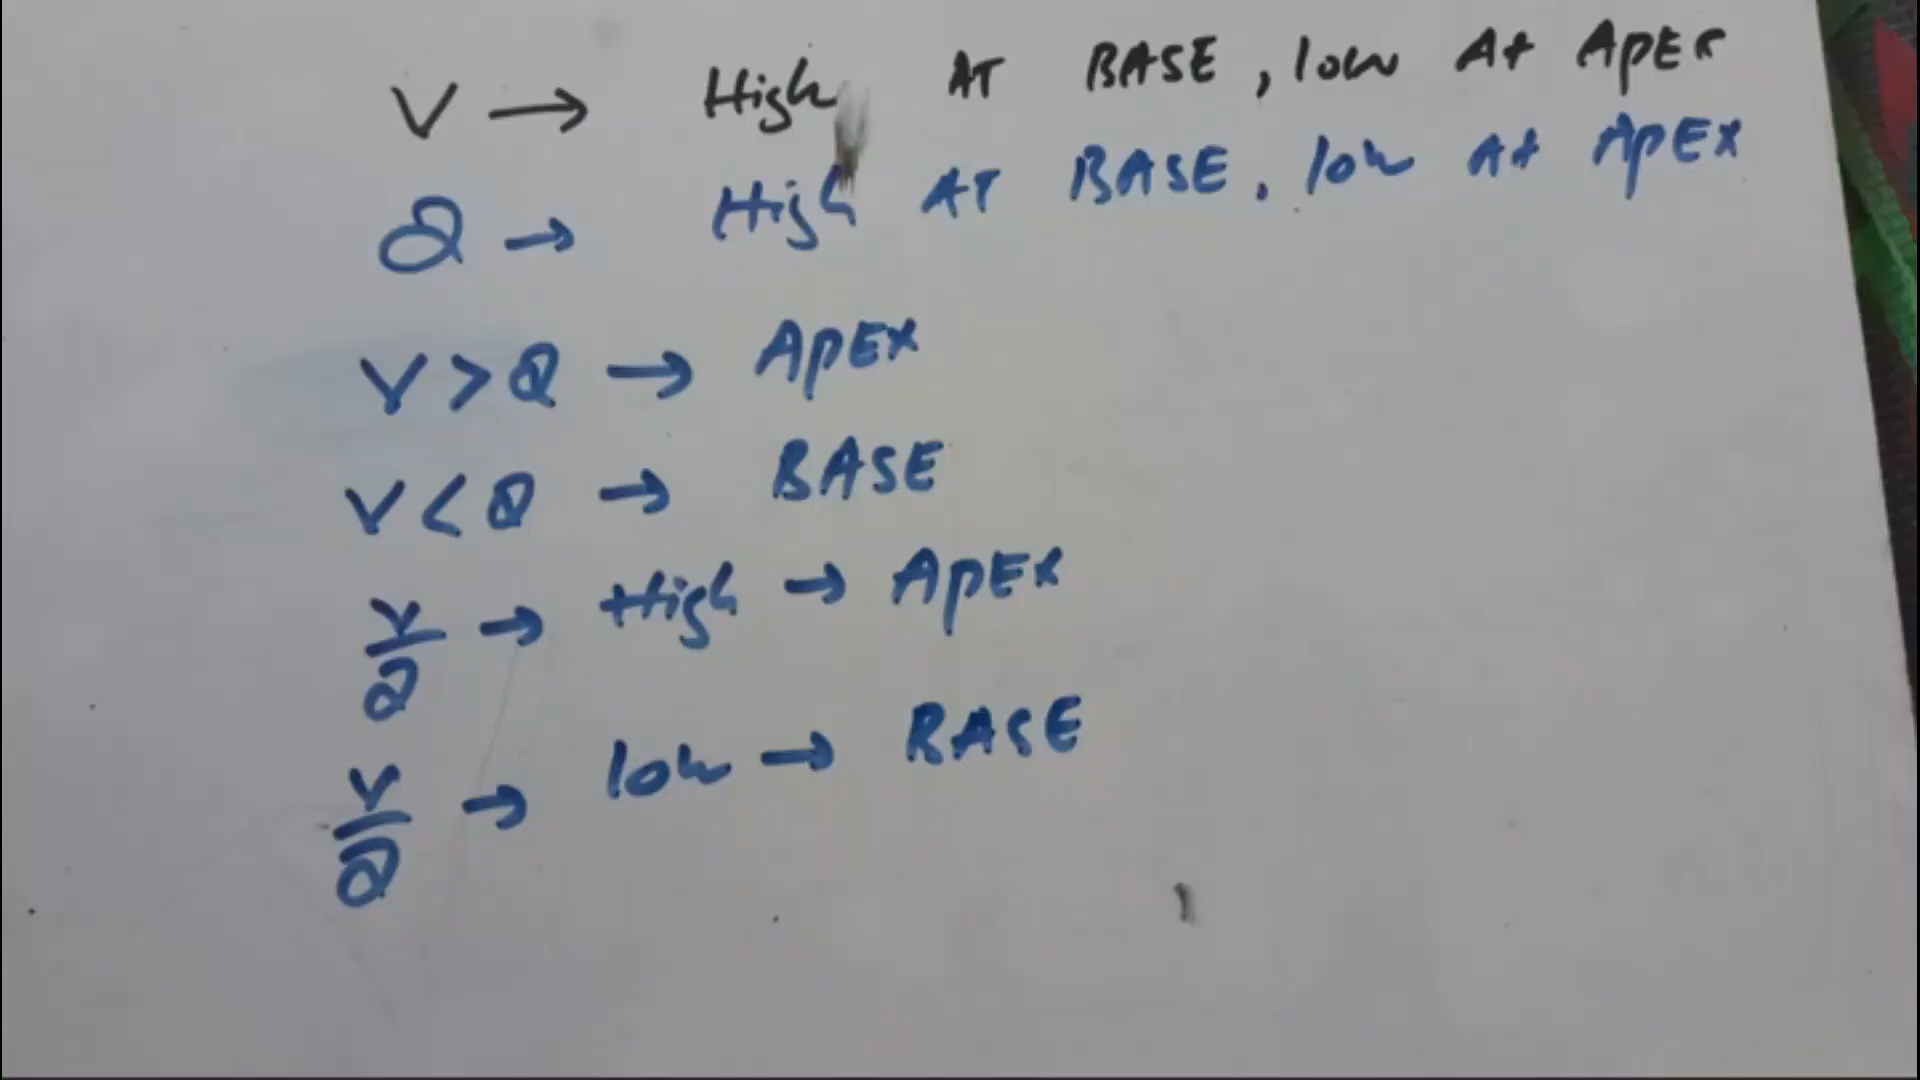 V → High AT BASE, low At APEX
Q → High AT BASE, low At APEX
V > Q → APEX
V < Q → BASE
V/Q → High → APEX
V/Q → low → BASE